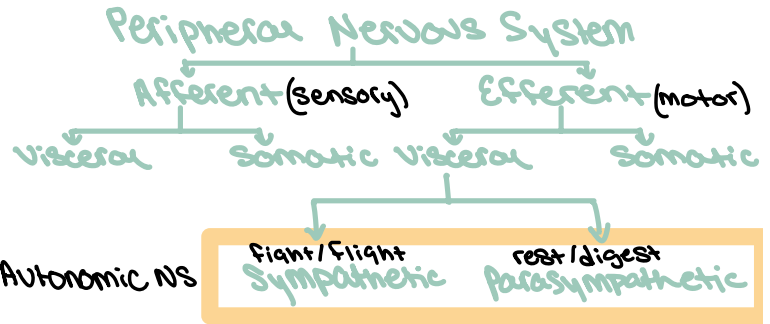 Peripheral Nervous System
Afferent (sensory) Efferent (motor)
Visceral Somatic Visceral Somatic
fight/flight rest/digest
Autonomic NS Sympathetic parasympathetic